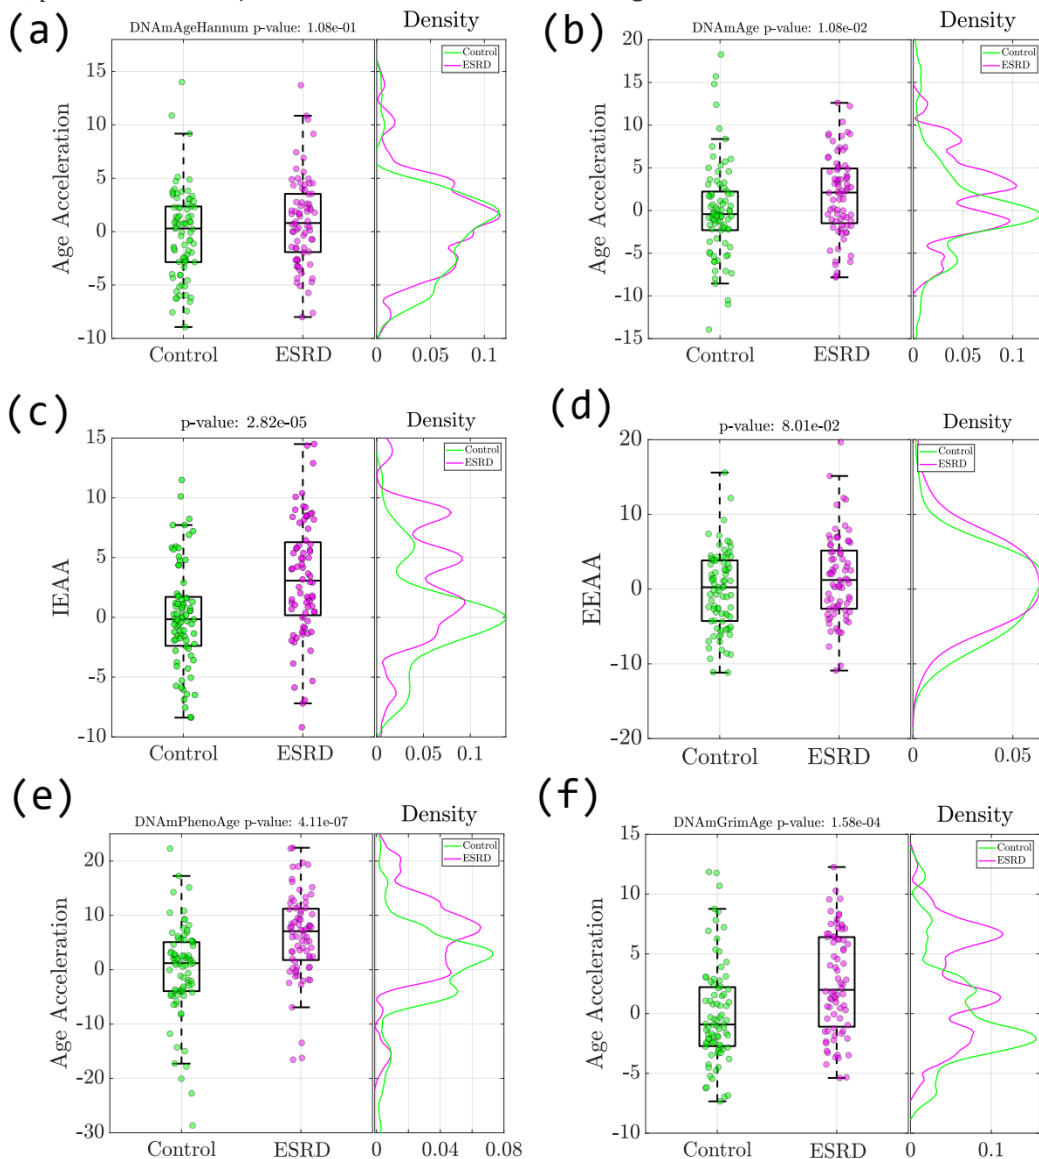 (a)
DNAmAgeHannum p-value: 1.08e-01
Density
Control
ESRD
Age Acceleration
15
10
5
0
-5
-10
Control
ESRD
0
0.05
0.1
(b)
DNAmAge p-value: 1.08e-02
Density
Control
ESRD
Age Acceleration
20
15
10
5
0
-5
-10
-15
Control
ESRD
0
0.05
0.1
(c)
p-value: 2.82e-05
Density
Control
ESRD
IEAA
15
10
5
0
-5
-10
Control
ESRD
0
0.05
0.1
(d)
p-value: 8.01e-02
Density
Control
ESRD
EEAA
20
10
0
-10
-20
Control
ESRD
0
0.05
(e)
DNAmPhenoAge p-value: 4.11e-07
Density
Control
ESRD
Age Acceleration
20
10
0
-10
-20
-30
Control
ESRD
0
0.04
0.08
(f)
DNAmGrimAge p-value: 1.58e-04
Density
Control
ESRD
Age Acceleration
15
10
5
0
-5
-10
Control
ESRD
0
0.1